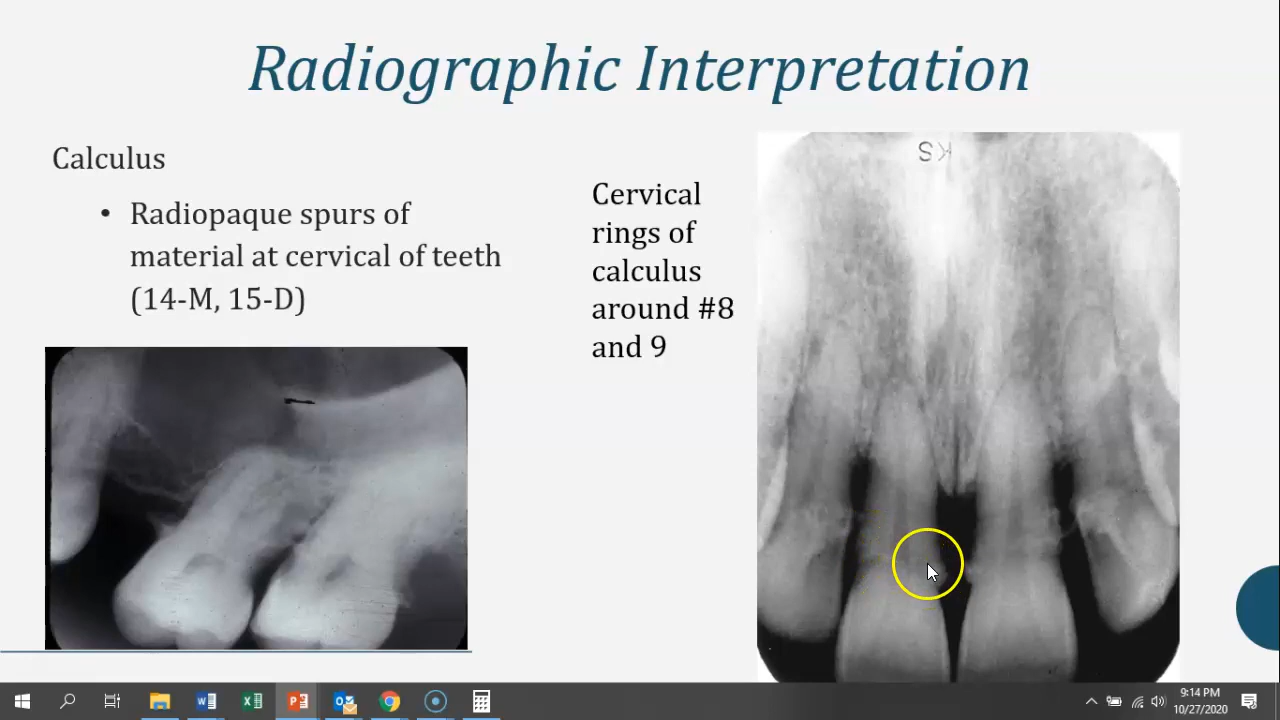 Radiographic Interpretation
Calculus
• Radiopaque spurs of
material at cervical of teeth
(14-M, 15-D)
Cervical
rings of
calculus
around #8
and 9
KS
9:14 PM
10/27/2020